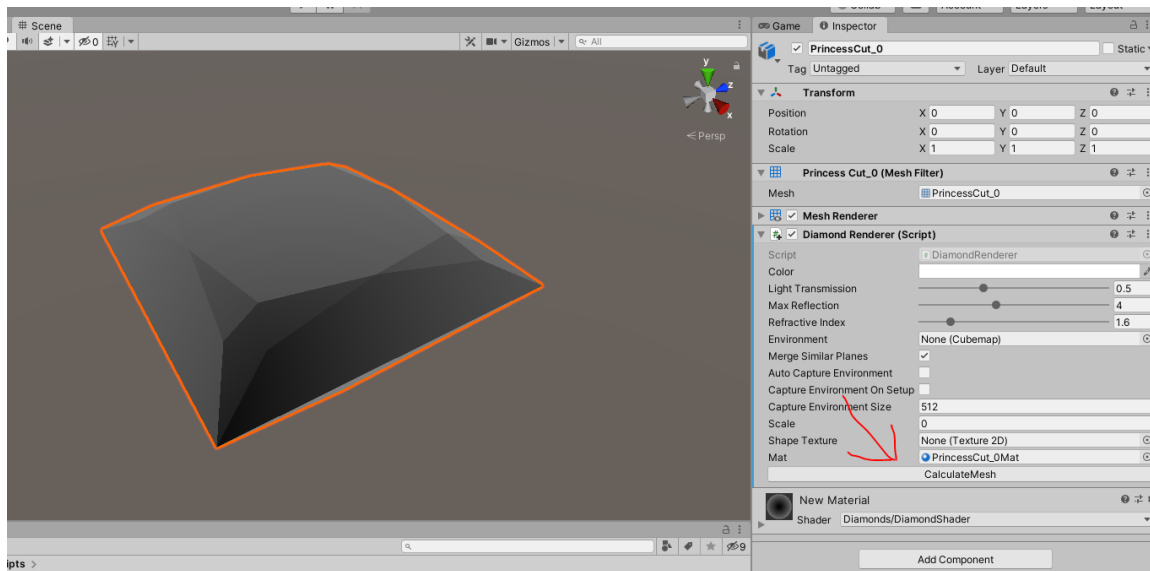 # Scene
0
Gizmos
All
y
z
x
Persp
9
ipts >
Game
Inspector
PrincessCut_0
Static
Tag Untagged
Layer Default
Transform
Position X 0 Y 0 Z 0
Rotation X 0 Y 0 Z 0
Scale X 1 Y 1 Z 1
Princess Cut_0 (Mesh Filter)
Mesh PrincessCut_0
Mesh Renderer
Diamond Renderer (Script)
Script DiamondRenderer
Color
Light Transmission 0.5
Max Reflection 4
Refractive Index 1.6
Environment None (Cubemap)
Merge Similar Planes
Auto Capture Environment
Capture Environment On Setup
Capture Environment Size 512
Scale 0
Shape Texture None (Texture 2D)
Mat PrincessCut_0Mat
CalculateMesh
New Material
Shader Diamonds/DiamondShader
Add Component